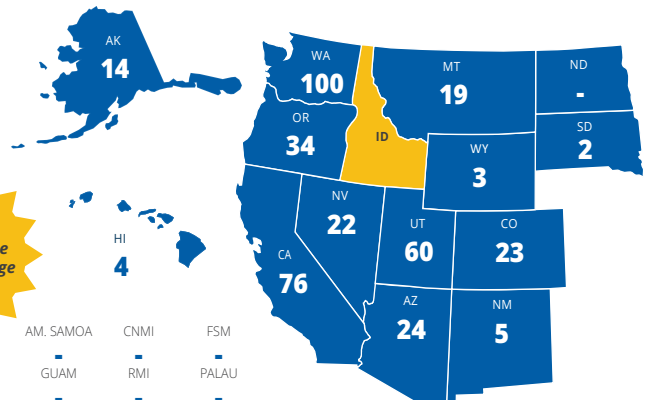 AK
14
WA
100
MT
19
ND
-
OR
34
ID
SD
2
WY
3
NV
22
UT
60
CO
23
HI
4
CA
76
e
ge
AZ
24
NM
5
AM. SAMOA CNMI FSM
- - -
GUAM RMI PALAU
- - -